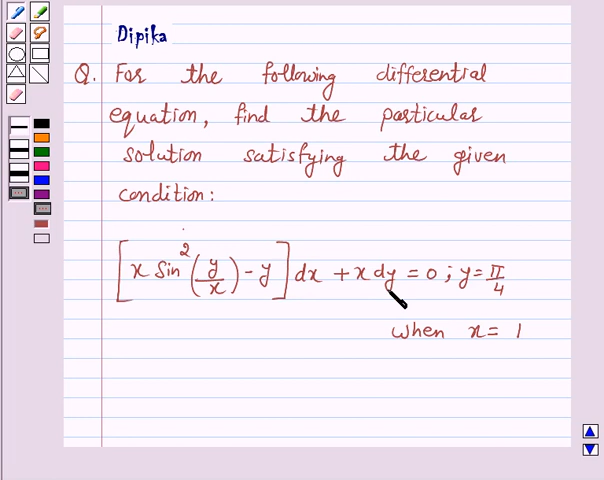 Dipika
Q. For the following differential
equation, find the particular
solution satisfying the given
condition:
[x sin²(y/x) - y] dx + x dy = 0 ; y = π/4
when x = 1